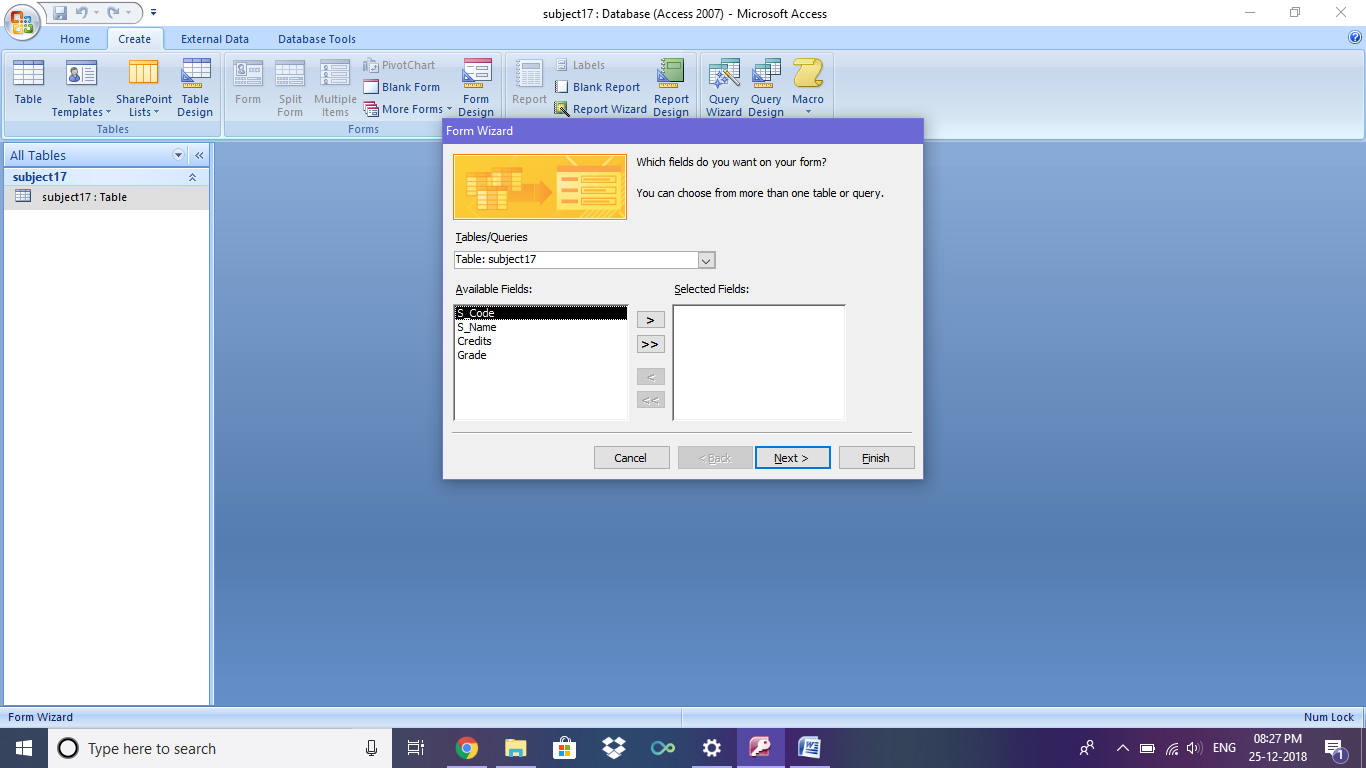 subject17 : Database (Access 2007) - Microsoft Access
Home Create External Data Database Tools
Table
Table Templates
SharePoint Lists
Table Design
Tables
Form
Split Form
Multiple Items
PivotChart
Blank Form
More Forms
Form Design
Forms
Report
Labels
Blank Report
Report Wizard
Report Design
Query Wizard
Query Design
Macro
All Tables
«
subject17
subject17 : Table
Form Wizard
Which fields do you want on your form?
You can choose from more than one table or query.
Tables/Queries
Table: subject17
Available Fields:
Selected Fields:
S_Code
S_Name
Credits
Grade
>
>>
<
<<
Cancel
< Back
Next >
Finish
Form Wizard
Num Lock
Type here to search
ENG
08:27 PM
25-12-2018
1